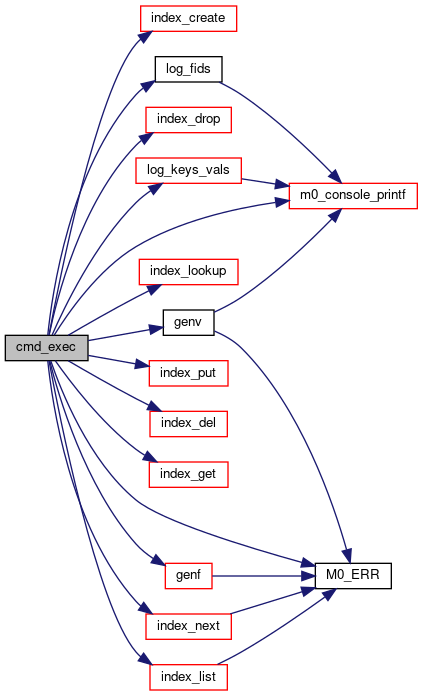 index_create
log_fids
index_drop
log_keys_vals
m0_console_printf
index_lookup
genv
cmd_exec
index_put
index_del
index_get
genf
M0_ERR
index_next
index_list